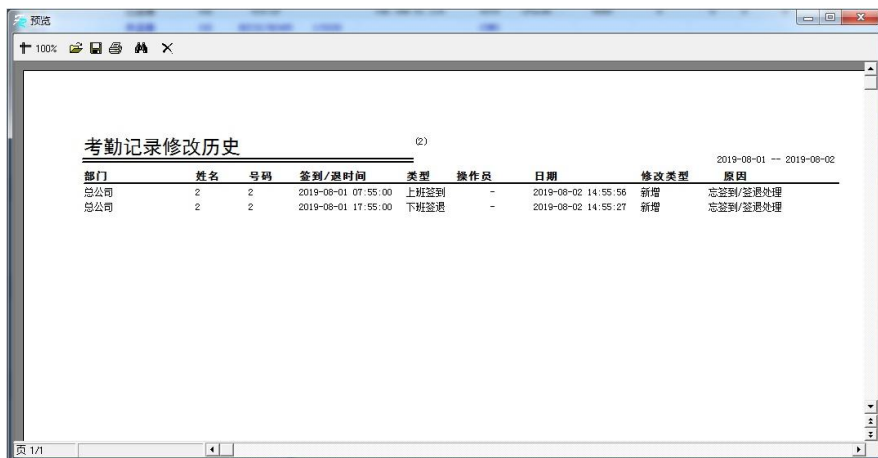 预览
100%
考勤记录修改历史 (2)
2019-08-01 -- 2019-08-02
部门 姓名 号码 签到/退时间 类型 操作员 日期 修改类型 原因
总公司 2 2 2019-08-01 07:55:00 上班签到 - 2019-08-02 14:55:56 新增 忘签到/签退处理
总公司 2 2 2019-08-01 17:55:00 下班签退 - 2019-08-02 14:55:27 新增 忘签到/签退处理
页 1/1